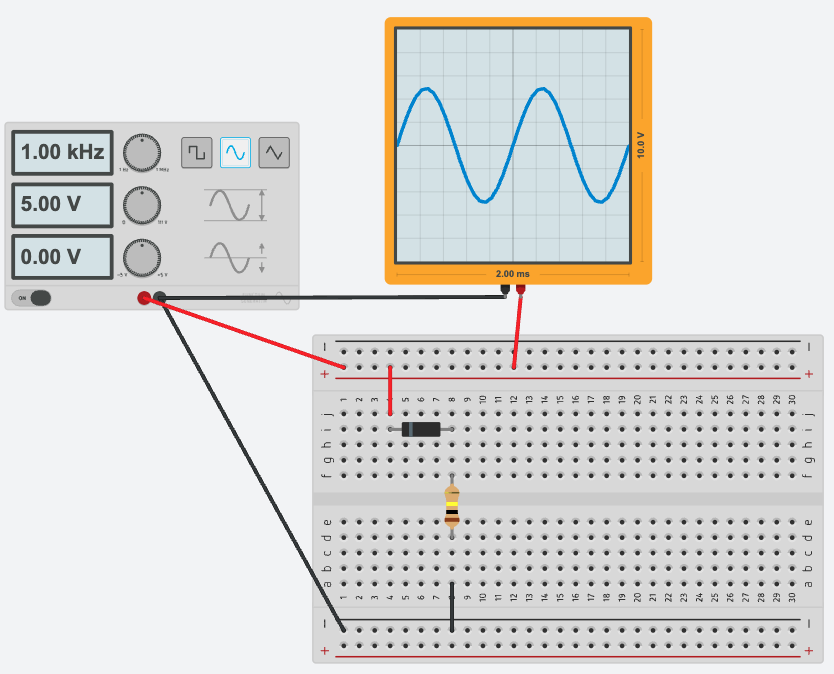 10.0 V
1.00 kHz
1 Hz
1 MHz
5.00 V
0
10 V
0.00 V
-5 V
+5 V
2.00 ms
ON
− −
+ +
1 2 3 4 5 6 7 8 9 10 11 12 13 14 15 16 17 18 19 20 21 22 23 24 25 26 27 28 29 30
j j
i i
h h
g g
f f
e e
d d
c c
b b
a a
1 2 3 4 5 6 7 8 9 10 11 12 13 14 15 16 17 18 19 20 21 22 23 24 25 26 27 28 29 30
− −
+ +